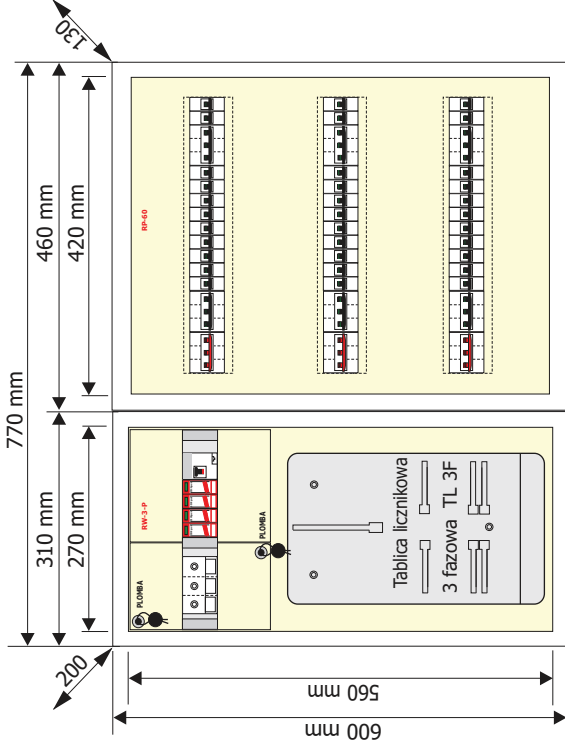 130
770 mm
460 mm
310 mm
420 mm
270 mm
200
RP-60
RW-3-P
PLOMBA
PLOMBA
Tablica licznikowa
3 fazowa TL 3F
560 mm
600 mm